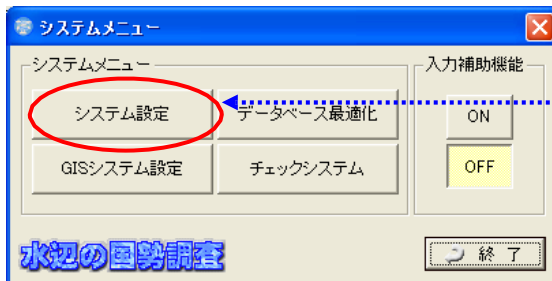 システムメニュー
システムメニュー
入力補助機能
システム設定
データベース最適化
ON
GISシステム設定
チェックシステム
OFF
水辺の国勢調査
終了